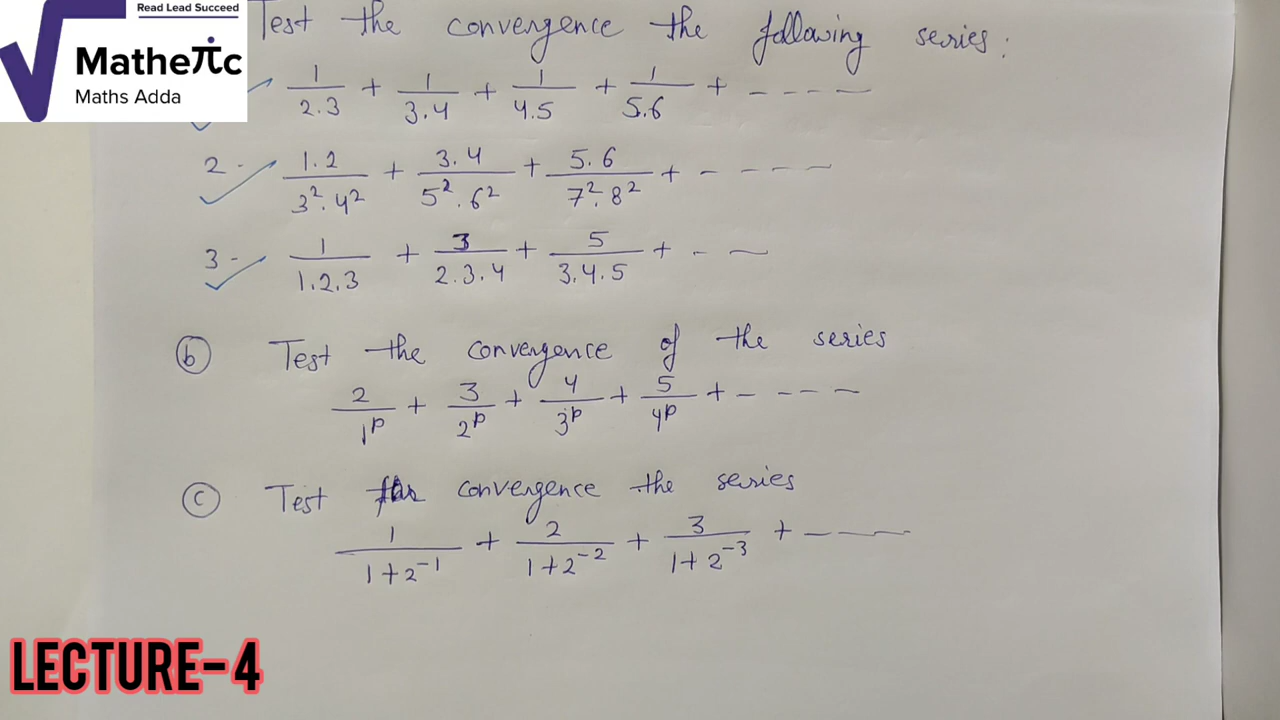 Read Lead Succeed
Matheπc
Maths Adda
Test the convergence the following series:
1/2.3 + 1/3.4 + 1/4.5 + 1/5.6 + - - - -
2- 1.2/3².4² + 3.4/5².6² + 5.6/7².8² + - - - -
3- 1/1.2.3 + 3/2.3.4 + 5/3.4.5 + - -
(b) Test the convergence of the series
2/1^p + 3/2^p + 4/3^p + 5/4^p + - - - -
(c) Test for convergence the series
1/1+2⁻¹ + 2/1+2⁻² + 3/1+2⁻³ + - - -
LECTURE-4